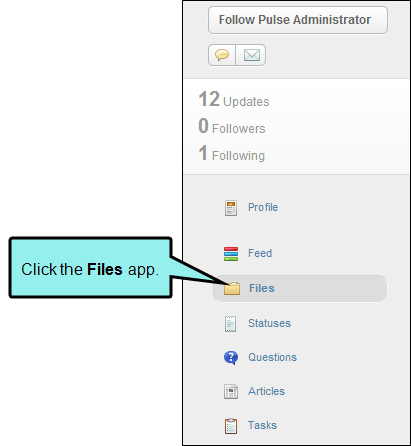 Follow Pulse Administrator
12 Updates
0 Followers
1 Following
Profile
Feed
Click the Files app.
Files
Statuses
Questions
Articles
Tasks